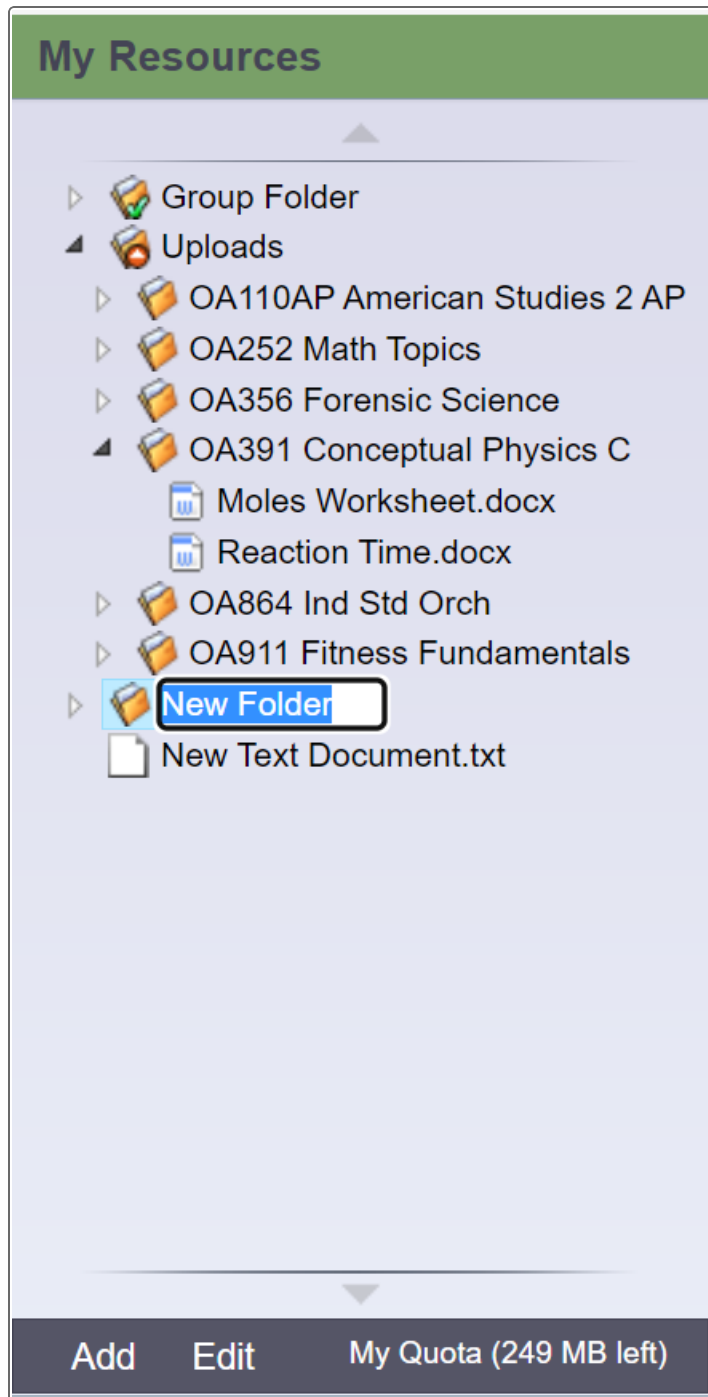 My Resources
Group Folder
Uploads
OA110AP American Studies 2 AP
OA252 Math Topics
OA356 Forensic Science
OA391 Conceptual Physics C
Moles Worksheet.docx
Reaction Time.docx
OA864 Ind Std Orch
OA911 Fitness Fundamentals
New Folder
New Text Document.txt
Add Edit My Quota (249 MB left)